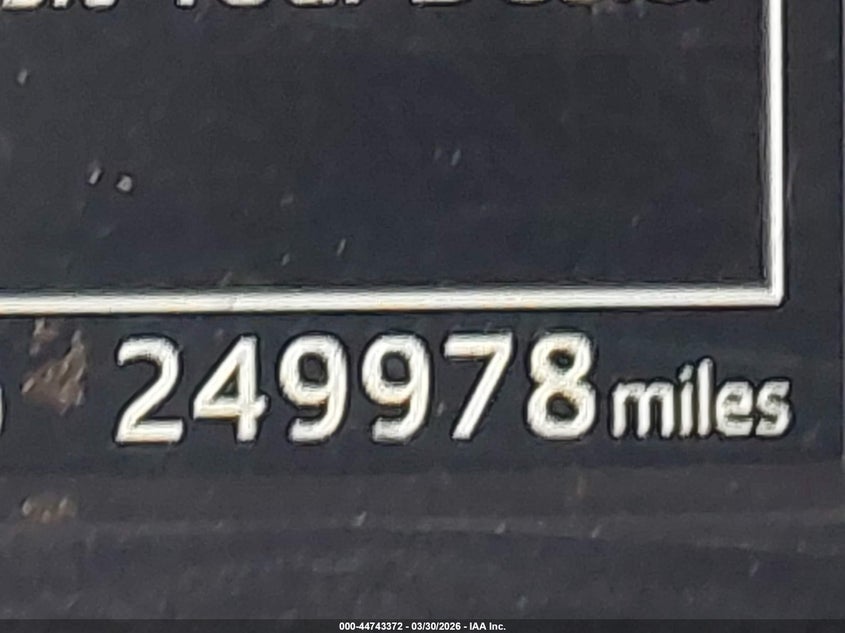 249978 miles
000-44743372 - 03/30/2026 - IAA Inc.